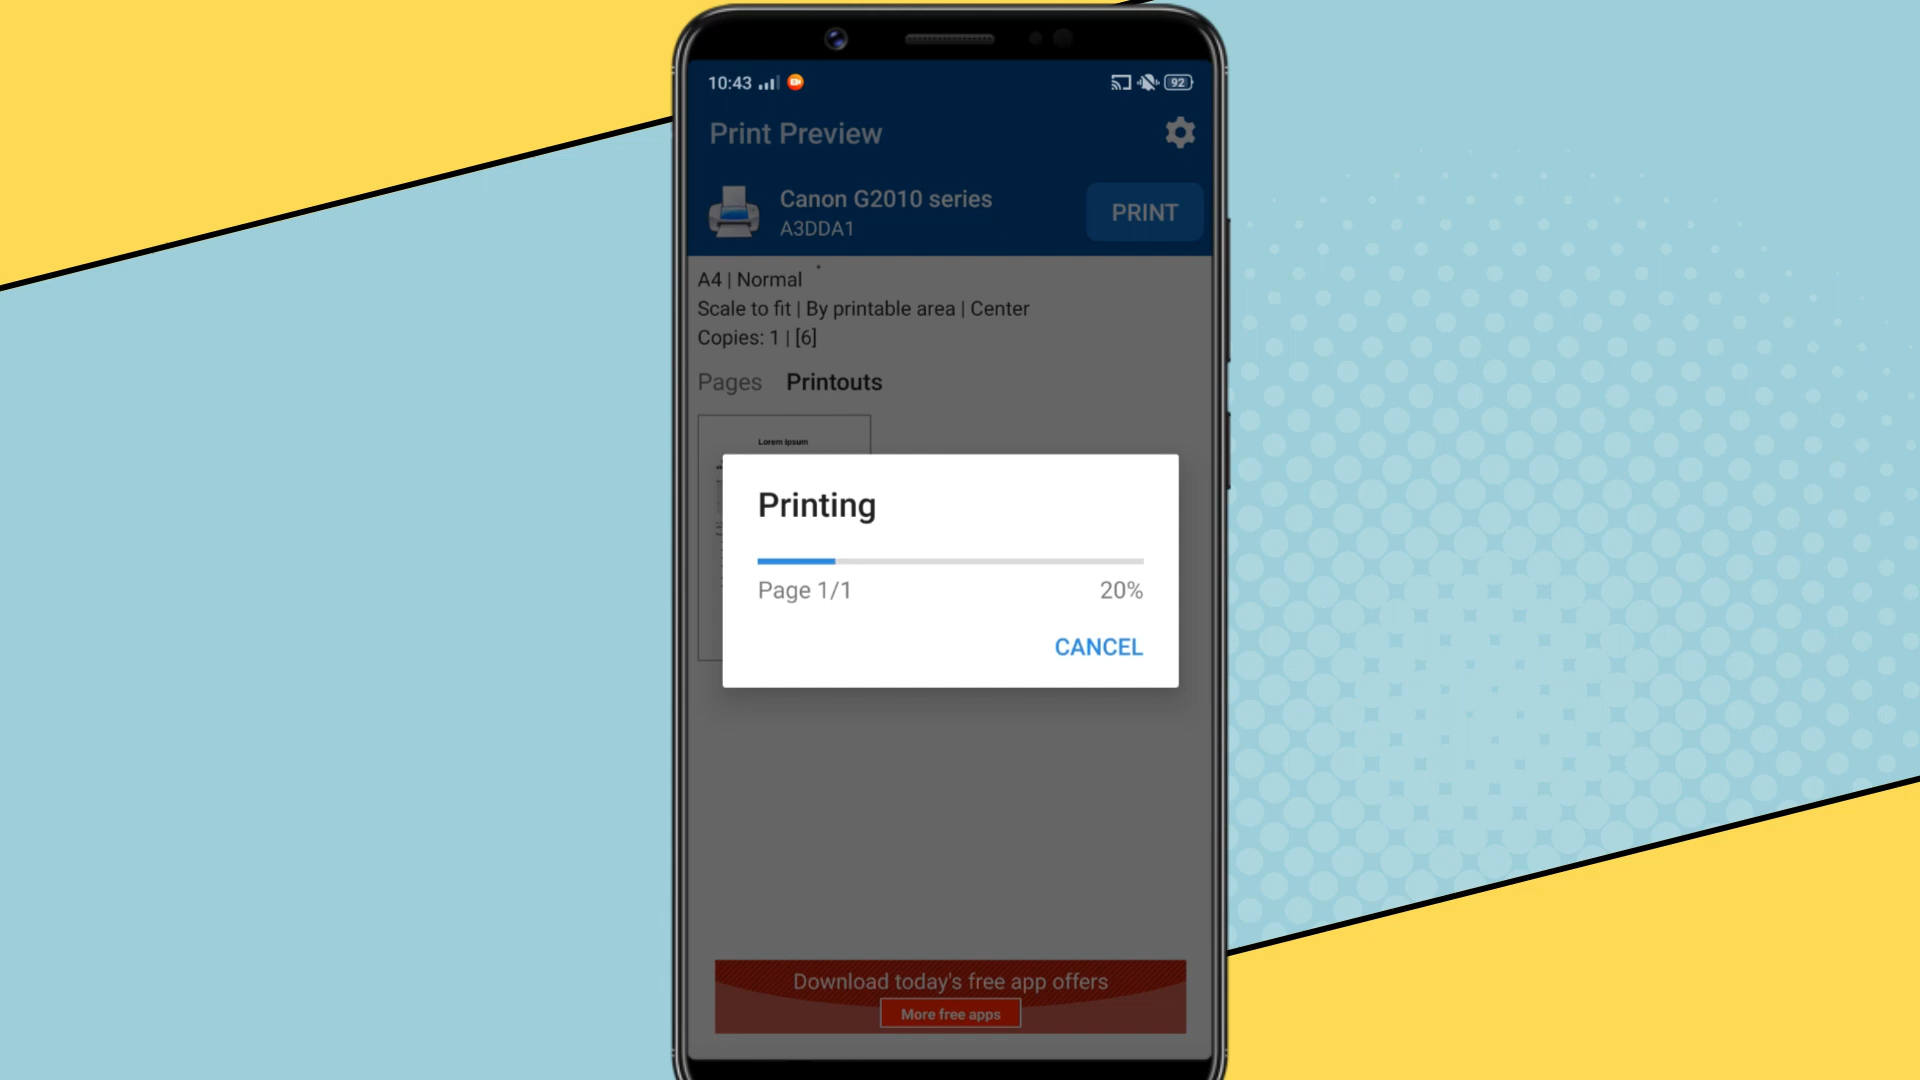 10:43
92
Print Preview
Canon G2010 series
A3DDA1
PRINT
A4 | Normal
Scale to fit | By printable area | Center
Copies: 1 | [6]
Pages Printouts
Lorem ipsum
Printing
Page 1/1 20%
CANCEL
Download today's free app offers
More free apps